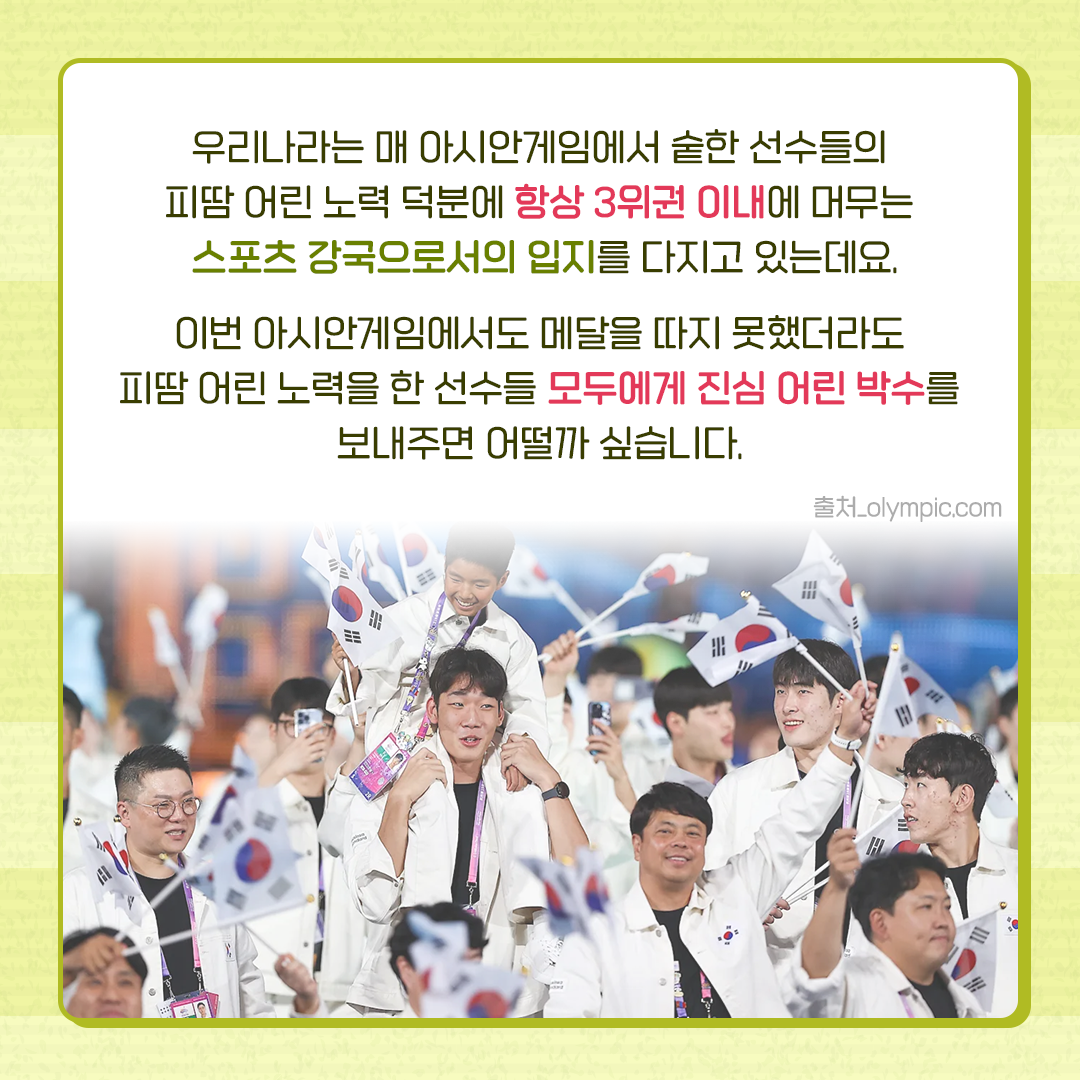 우리나라는 매 아시안게임에서 숱한 선수들의
피땀 어린 노력 덕분에 항상 3위권 이내에 머무는
스포츠 강국으로서의 입지를 다지고 있는데요.
이번 아시안게임에서도 메달을 따지 못했더라도
피땀 어린 노력을 한 선수들 모두에게 진심 어린 박수를
보내주면 어떨까 싶습니다.
출처_olympic.com